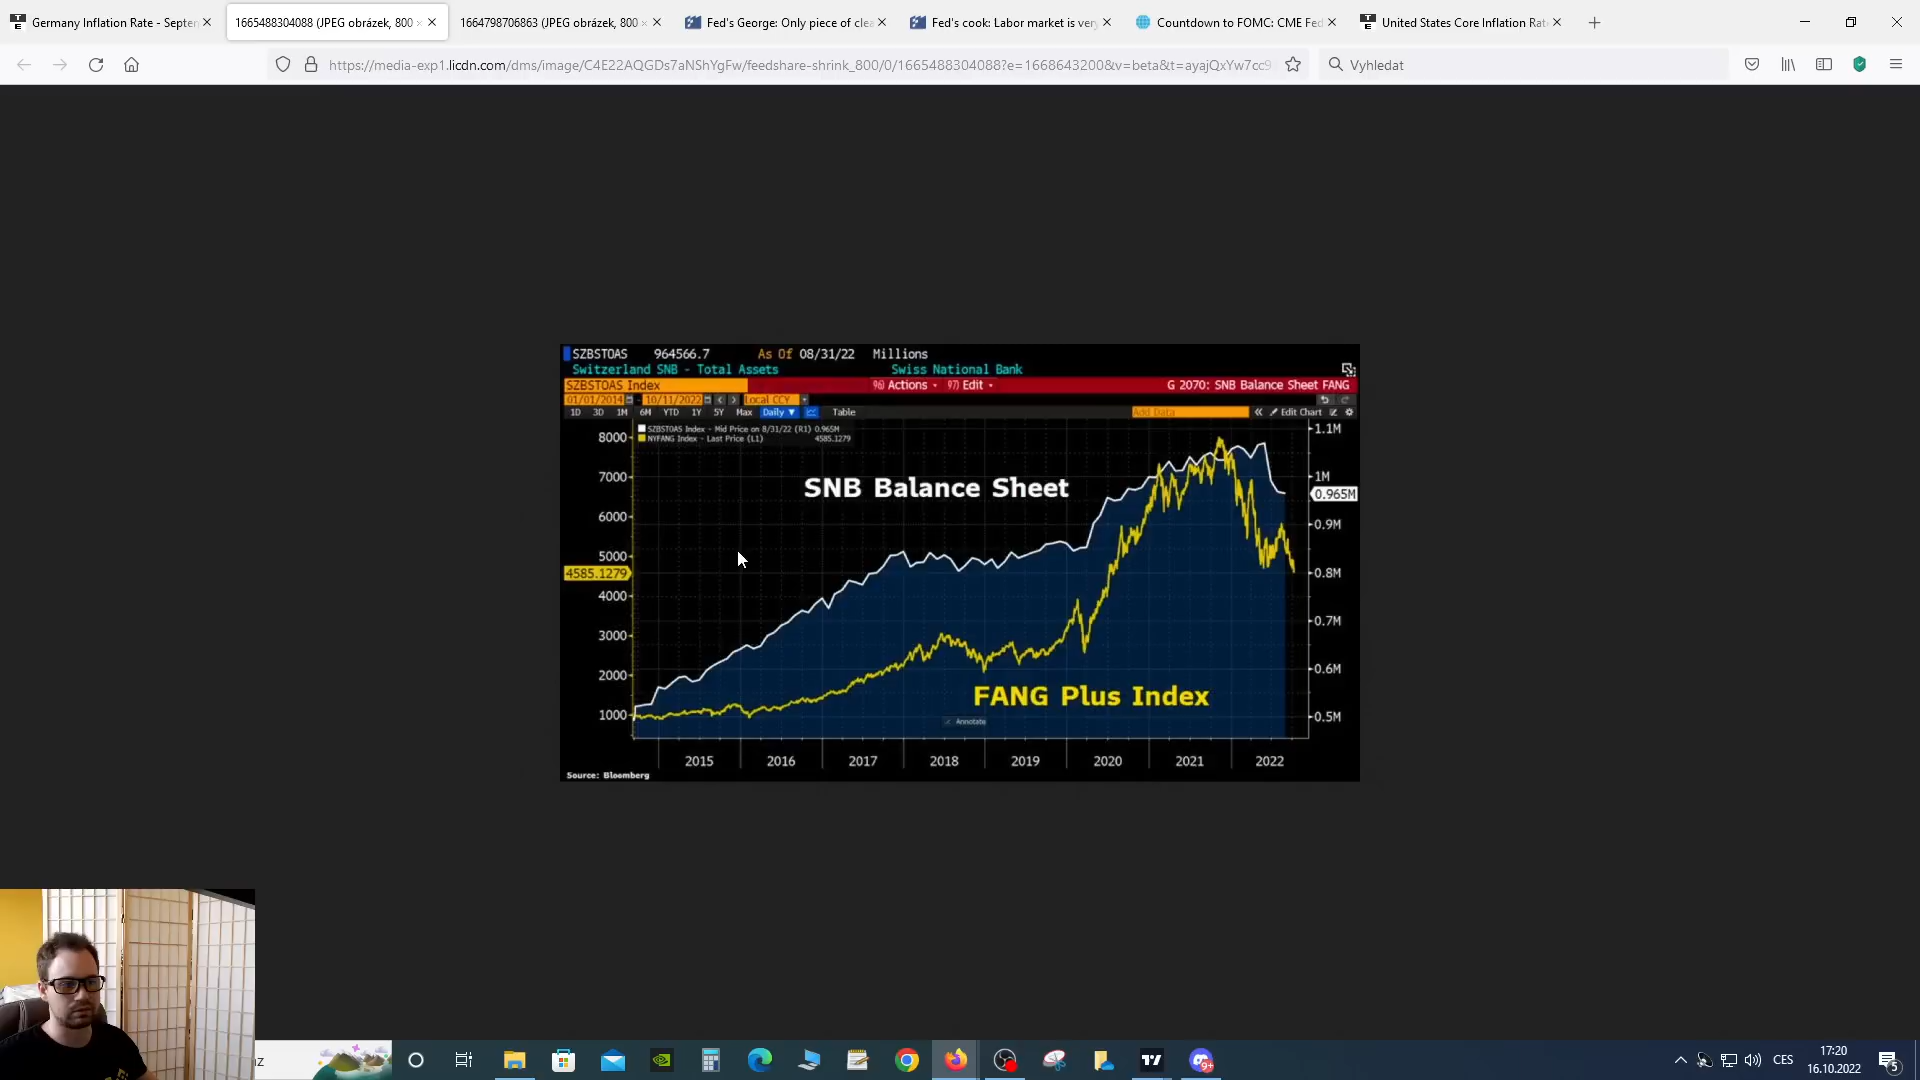 Germany Inflation Rate - Septem
1665488304088 (JPEG obrázek, 800 ×
1664798706863 (JPEG obrázek, 800 ×
Fed's George: Only piece of clea
Fed's cook: Labor market is very
Countdown to FOMC: CME Fed
United States Core Inflation Rate
https://media-exp1.licdn.com/dms/image/C4E22AQGDs7aNShYgFw/feedshare-shrink_800/0/1665488304088?e=1668643200&v=beta&t=ayajQxYw7cc9
Vyhledat
SZBSTOAS 964566.7 As Of 08/31/22 Millions
Switzerland SNB - Total Assets Swiss National Bank
SZBSTOAS Index 96) Actions 97) Edit G 2070: SNB Balance Sheet FANG
01/01/2014 - 10/11/2022 Local CCY
1D 3D 1M 6M YTD 1Y 5Y Max Daily ▼ Table Add Data « Edit Chart
SZBSTOAS Index - Mid Price on 8/31/22 (R1) 0.965M
NYFANG Index - Last Price (L1) 4585.1279
8000
7000
6000
5000
4585.1279
4000
3000
2000
1000
1.1M
1M
0.965M
0.9M
0.8M
0.7M
0.6M
0.5M
SNB Balance Sheet
FANG Plus Index
Annotate
2015 2016 2017 2018 2019 2020 2021 2022
Source: Bloomberg
9+
CES
17:20
16.10.2022
5